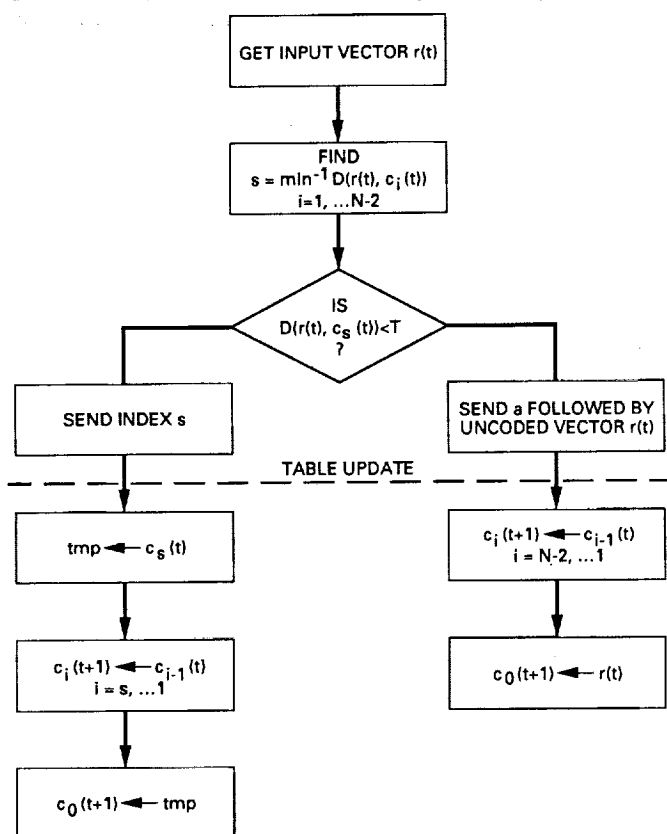 GET INPUT VECTOR r(t)
FIND
s = min⁻¹ D(r(t), cᵢ(t))
i=1, ...N-2
IS
D(r(t), cₛ(t))<T
?
SEND INDEX s
SEND a FOLLOWED BY
UNCODED VECTOR r(t)
TABLE UPDATE
tmp ← cₛ(t)
cᵢ(t+1) ← cᵢ₋₁(t)
i = N-2, ...1
cᵢ(t+1) ← cᵢ₋₁(t)
i = s, ...1
c₀(t+1) ← r(t)
c₀(t+1) ← tmp